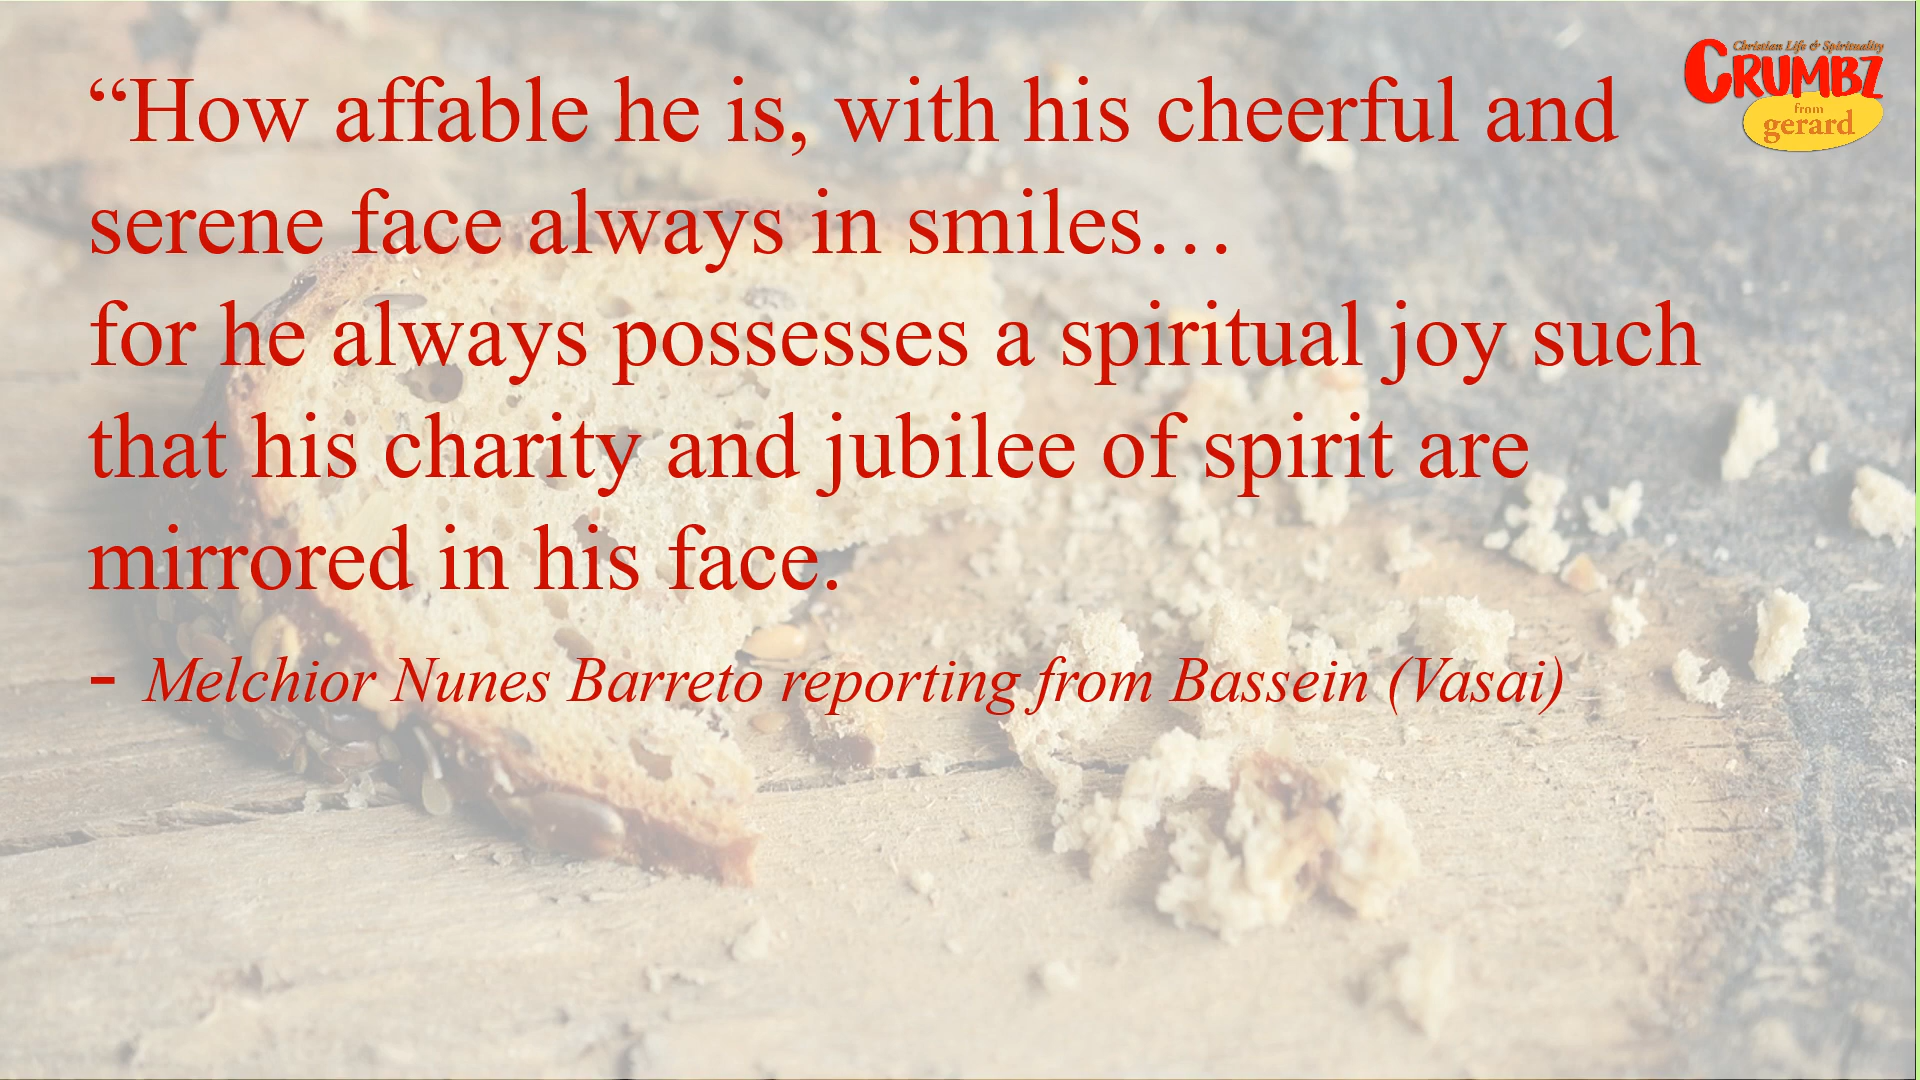 “How affable he is, with his cheerful and
serene face always in smiles…
for he always possesses a spiritual joy such
that his charity and jubilee of spirit are
mirrored in his face.
- Melchior Nunes Barreto reporting from Bassein (Vasai)
Christian Life & Spirituality
CRUMBZ
from
gerard